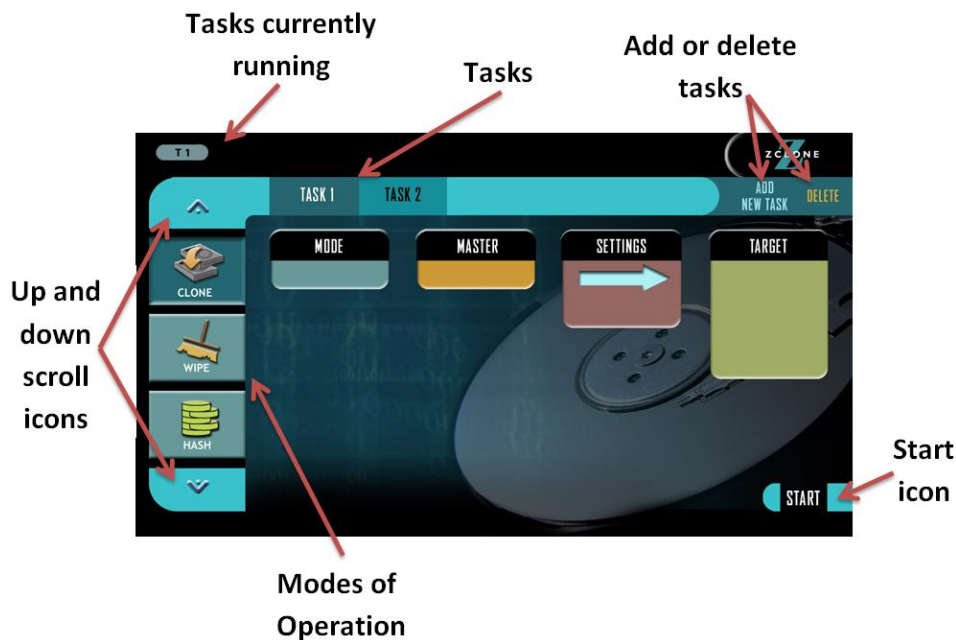 Tasks currently
running
Tasks
Add or delete
tasks
T1
ZCLONE
TASK 1
TASK 2
ADD
NEW TASK
DELETE
MODE
MASTER
SETTINGS
TARGET
Up and
down
scroll
icons
CLONE
WIPE
HASH
START
Start
icon
Modes of
Operation